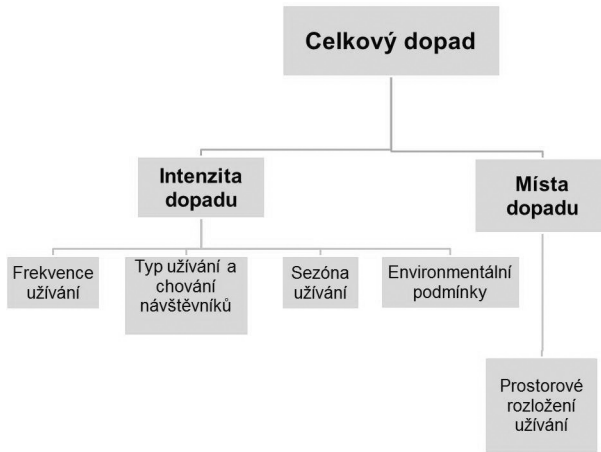 Celkový dopad
Intenzita
dopadu
Místa
dopadu
Frekvence
užívání
Typ užívání a
chování
návštěvníků
Sezóna
užívání
Environmentální
podmínky
Prostorové
rozložení
užívání